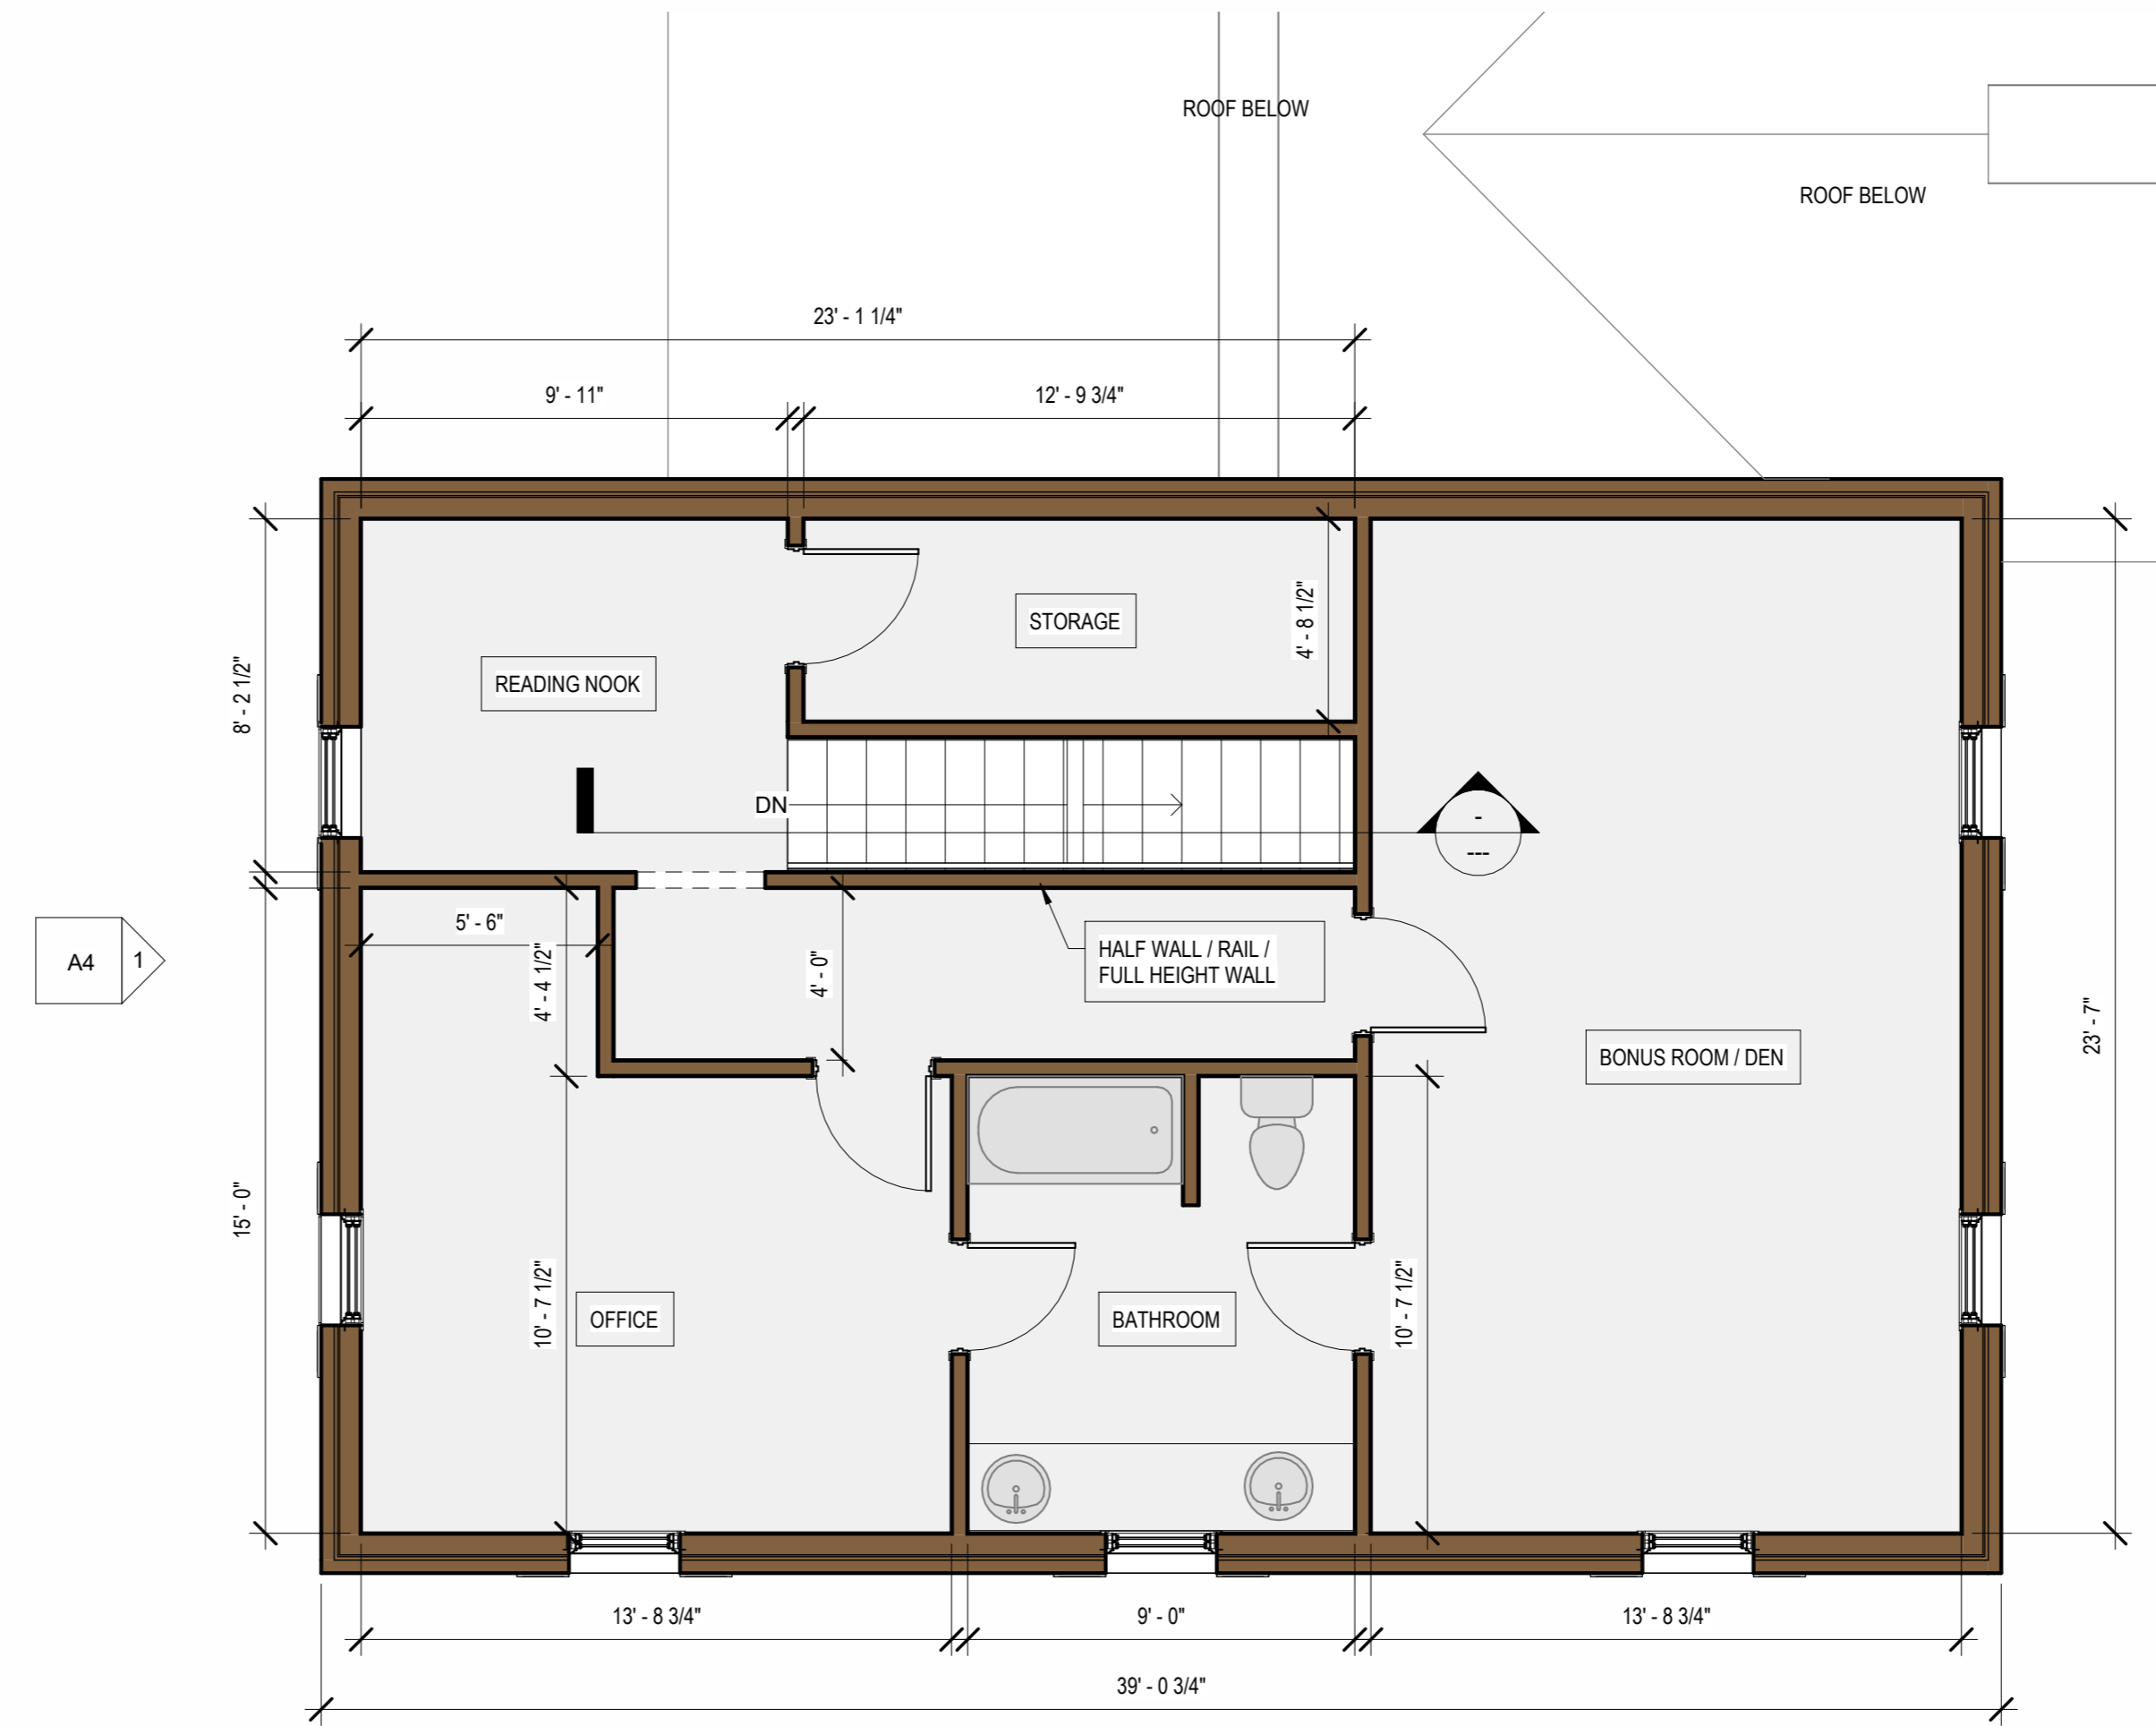 ROOF BELOW
ROOF BELOW
23' - 1 1/4"
9' - 11"
12' - 9 3/4"
STORAGE
4' - 8 1/2"
READING NOOK
8' - 2 1/2"
DN
-
---
5' - 6"
4' - 4 1/2"
4' - 0"
HALF WALL / RAIL /
FULL HEIGHT WALL
A4
1
23' - 7"
BONUS ROOM / DEN
15' - 0"
10' - 7 1/2"
OFFICE
BATHROOM
10' - 7 1/2"
13' - 8 3/4"
9' - 0"
13' - 8 3/4"
39' - 0 3/4"